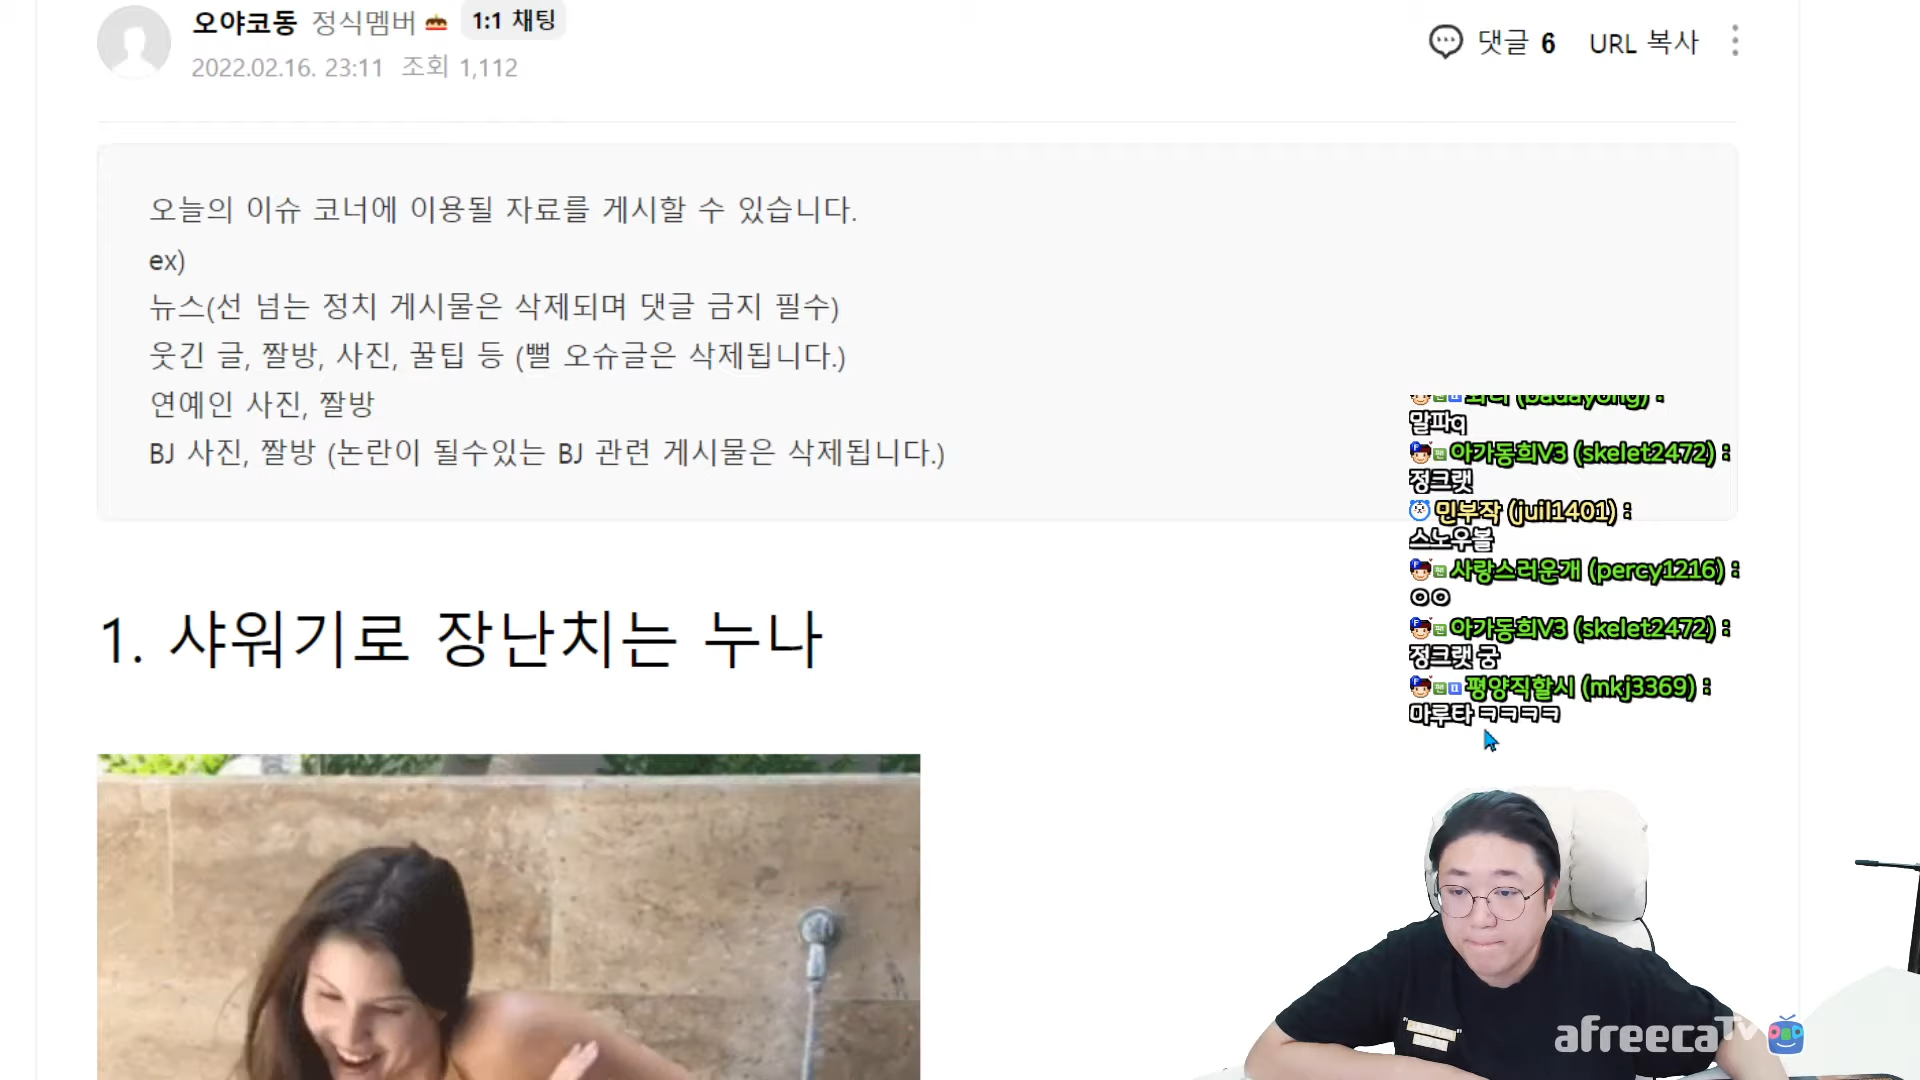 오야코동 정식멤버 1:1 채팅
2022.02.16. 23:11 조회 1,112
댓글 6 URL 복사
오늘의 이슈 코너에 이용될 자료를 게시할 수 있습니다.
ex)
뉴스(선 넘는 정치 게시물은 삭제되며 댓글 금지 필수)
웃긴 글, 짤방, 사진, 꿀팁 등 (뻘 오슈글은 삭제됩니다.)
연예인 사진, 짤방
BJ 사진, 짤방 (논란이 될수있는 BJ 관련 게시물은 삭제됩니다.)
1. 샤워기로 장난치는 누나
(badayong) :
말파q
아가동희V3 (skelet2472) :
정크랫
민부작 (juil1401) :
스노우볼
사랑스러운개 (percy1216) :
ㅇㅇ
아가동희V3 (skelet2472) :
정크랫 궁
평양직할시 (mkj3369) :
마루타 ㅋㅋㅋㅋ
afreecaTV